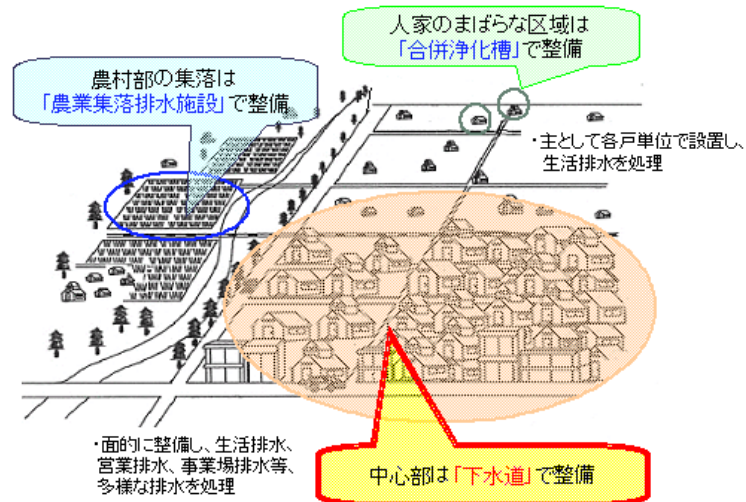 人家のまばらな区域は
「合併浄化槽」で整備
農村部の集落は
「農業集落排水施設」で整備
・主として各戸単位で設置し、
生活排水を処理
・面的に整備し、生活排水、
営業排水、事業場排水等、
多様な排水を処理
中心部は「下水道」で整備